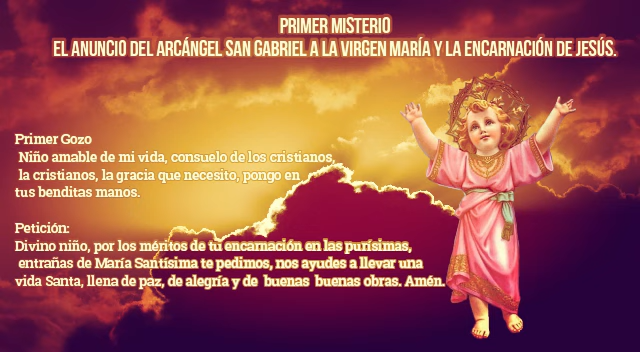 PRIMER MISTERIO
EL ANUNCIO DEL ARCÁNGEL SAN GABRIEL A LA VIRGEN MARÍA Y LA ENCARNACIÓN DE JESÚS.
Primer Gozo
Niño amable de mi vida, consuelo de los cristianos,
la cristianos, la gracia que necesito, pongo en
tus benditas manos.
Petición:
Divino niño, por los méritos de tu encarnación en las purísimas,
entrañas de María Santísima te pedimos, nos ayudes a llevar una
vida Santa, llena de paz, de alegría y de buenas buenas obras. Amén.